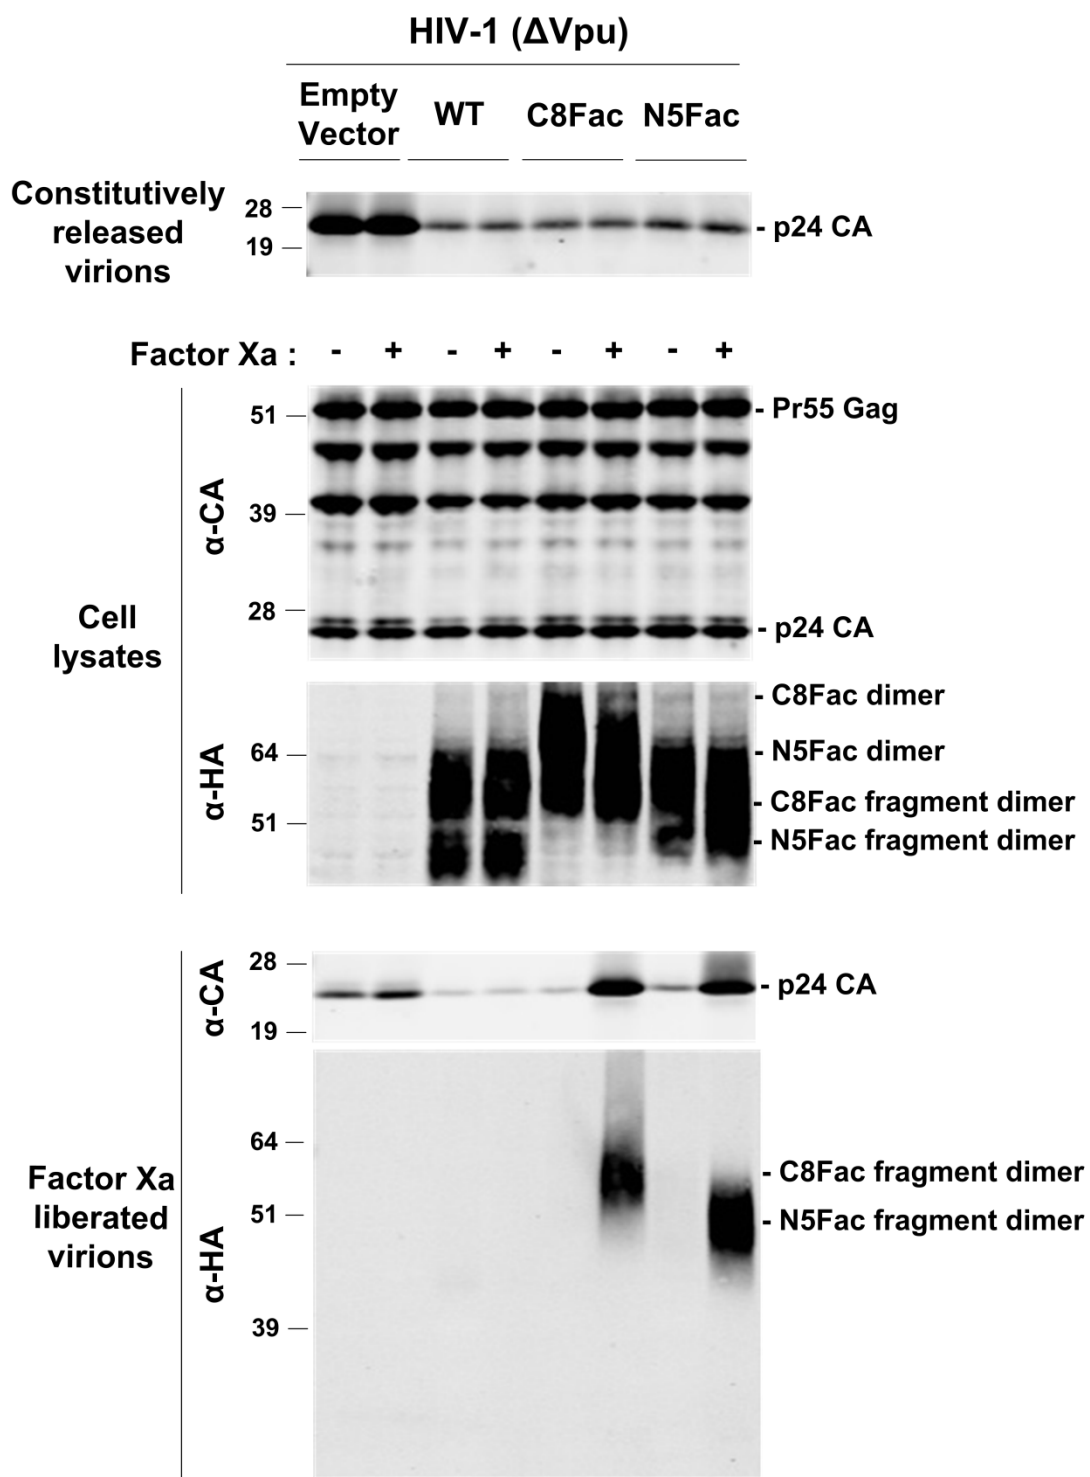 HIV-1 (ΔVpu)
Empty Vector WT C8Fac N5Fac
Constitutively released virions
28
19
- p24 CA
Factor Xa : - + - + - + - +
Cell lysates
α-CA
51
39
28
- Pr55 Gag
- p24 CA
α-HA
64
51
- C8Fac dimer
- N5Fac dimer
- C8Fac fragment dimer
- N5Fac fragment dimer
Factor Xa liberated virions
α-CA
28
19
- p24 CA
α-HA
64
51
39
- C8Fac fragment dimer
- N5Fac fragment dimer